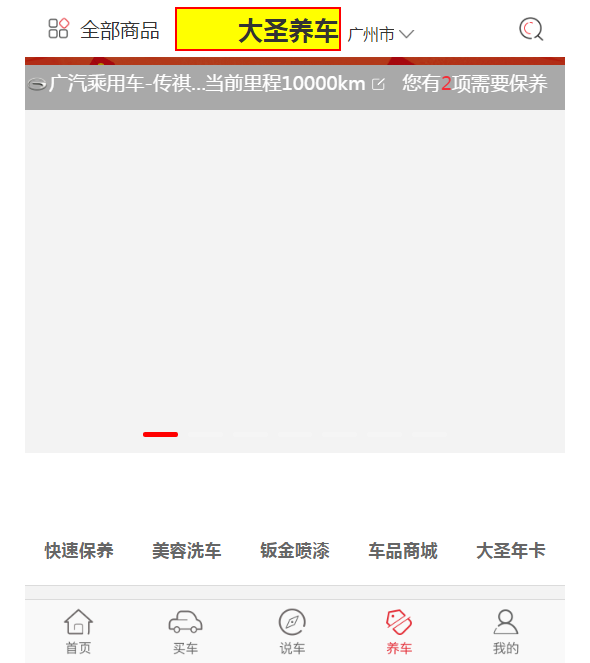 全部商品 大圣养车 广州市
广汽乘用车-传祺...当前里程10000km 您有2项需要保养
快速保养 美容洗车 钣金喷漆 车品商城 大圣年卡
首页 买车 说车 养车 我的